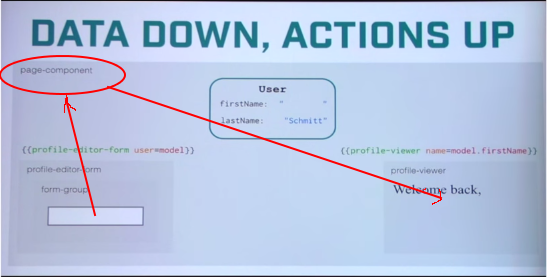 DATA DOWN, ACTIONS UP
page-component
User
firstName: " "
lastName: "Schmitt"
{{profile-editor-form user=model}}
{{profile-viewer name=model.firstName}}
profile-editor-form
profile-viewer
form-group
Welcome back,